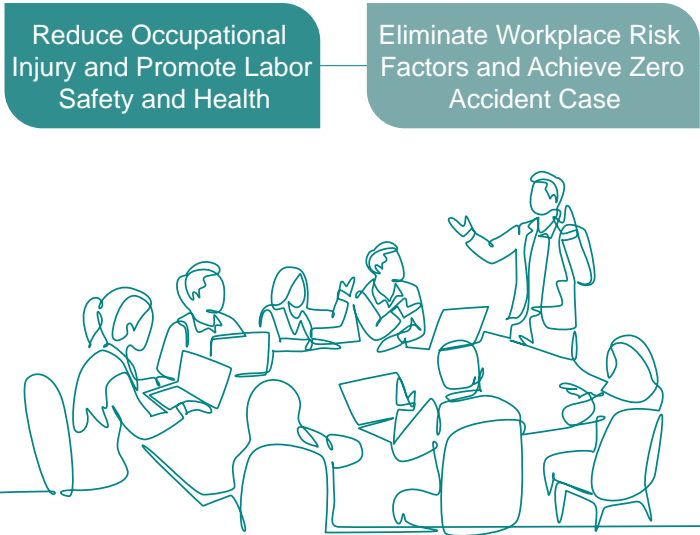 Reduce Occupational
Injury and Promote Labor
Safety and Health
Eliminate Workplace Risk
Factors and Achieve Zero
Accident Case